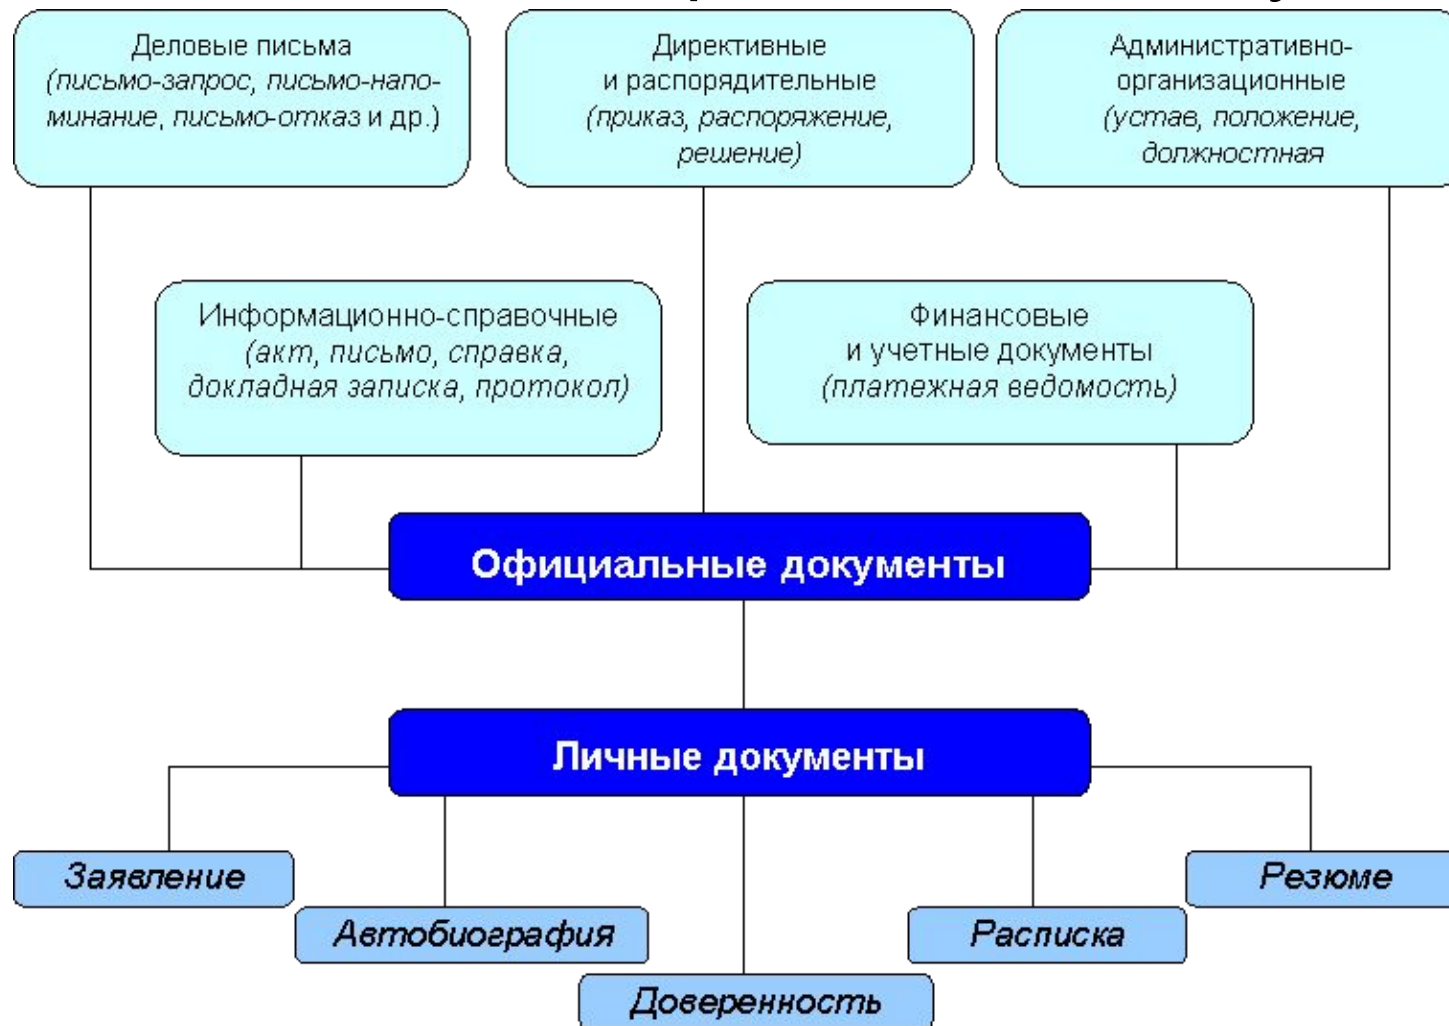 Деловые письма
(письмо-запрос, письмо-напо-
минание, письмо-отказ и др.)
Директивные
и распорядительные
(приказ, распоряжение,
решение)
Административно-
организационные
(устав, положение,
должностная
Информационно-справочные
(акт, письмо, справка,
докладная записка, протокол)
Финансовые
и учетные документы
(платежная ведомость)
Официальные документы
Личные документы
Заявление
Автобиография
Доверенность
Расписка
Резюме